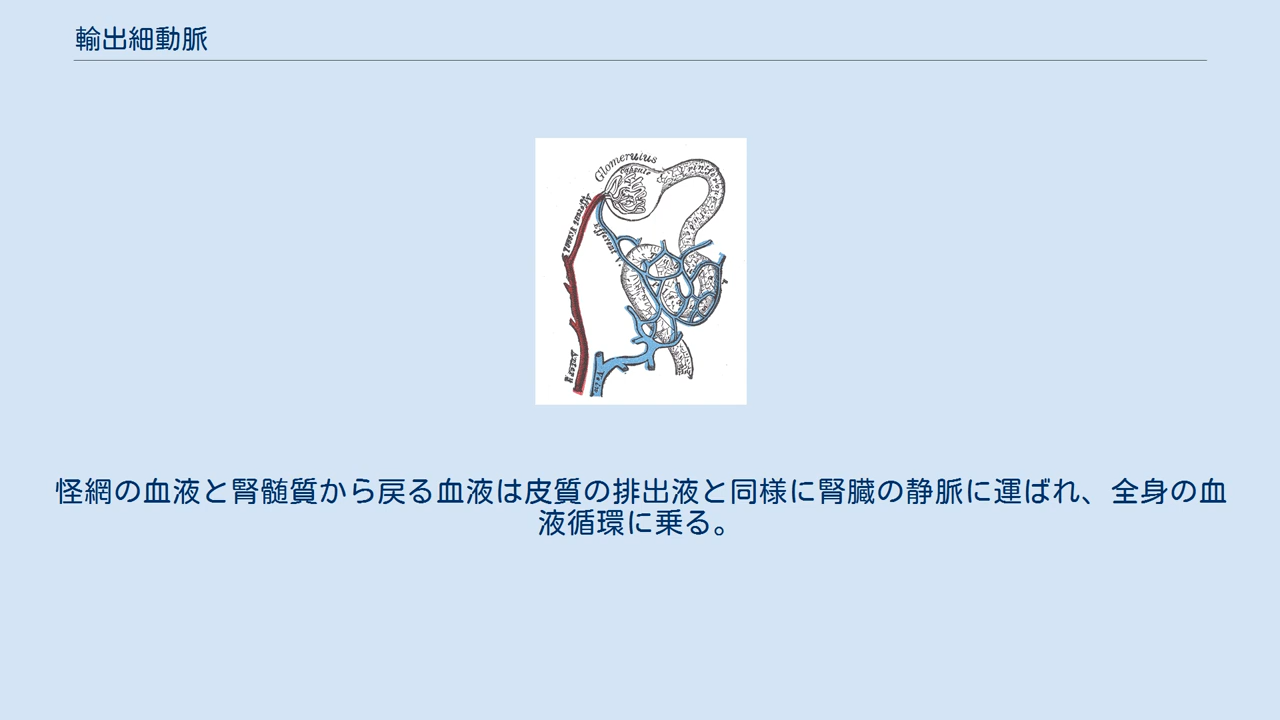 輸出細動脈
Glomerulus
怪網の血液と腎髄質から戻る血液は皮質の排出液と同様に腎臓の静脈に運ばれ、全身の血
液循環に乗る。